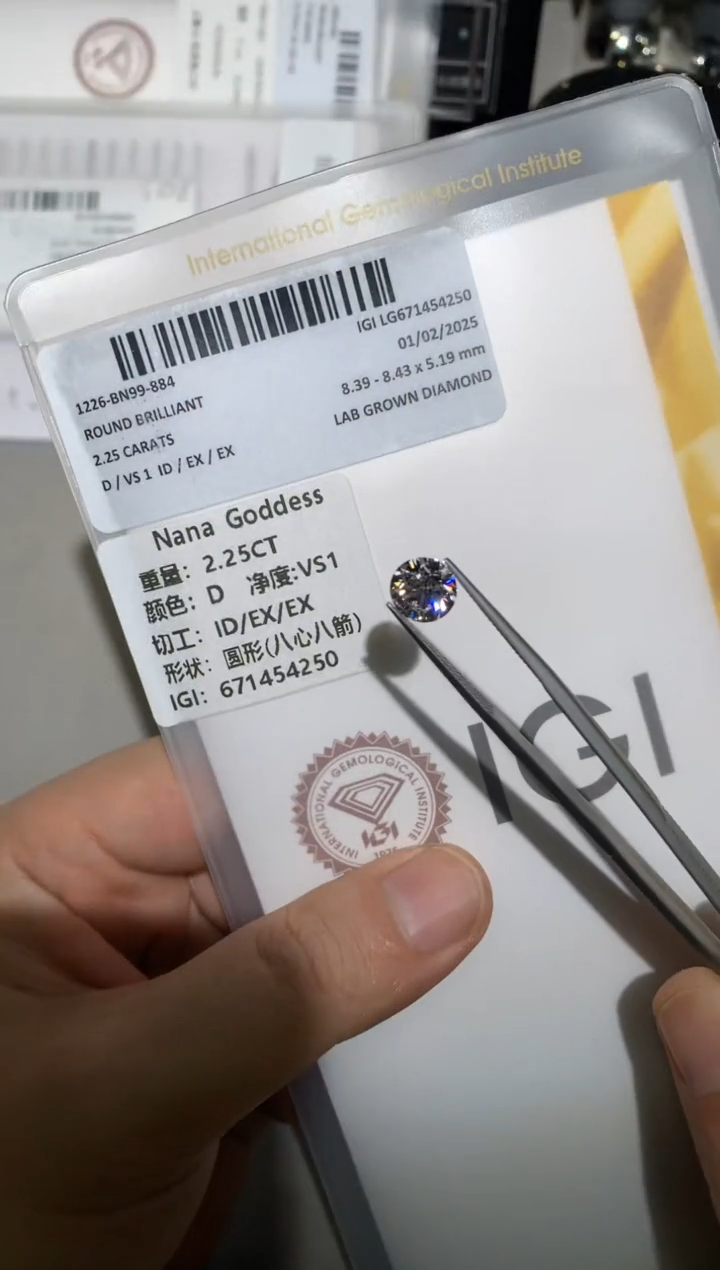 International Gemological Institute
IGI LG671454250
01/02/2025
8.39 - 8.43 x 5.19 mm
LAB GROWN DIAMOND
1226-BN99-884
ROUND BRILLIANT
2.25 CARATS
D / VS 1 ID / EX / EX
Nana Goddess
重量：2.25CT
颜色：D 净度:VS1
切工：ID/EX/EX
形状：圆形(八心八箭)
IGI：671454250
IGI
INTERNATIONAL GEMOLOGICAL INSTITUTE
IGI
1975